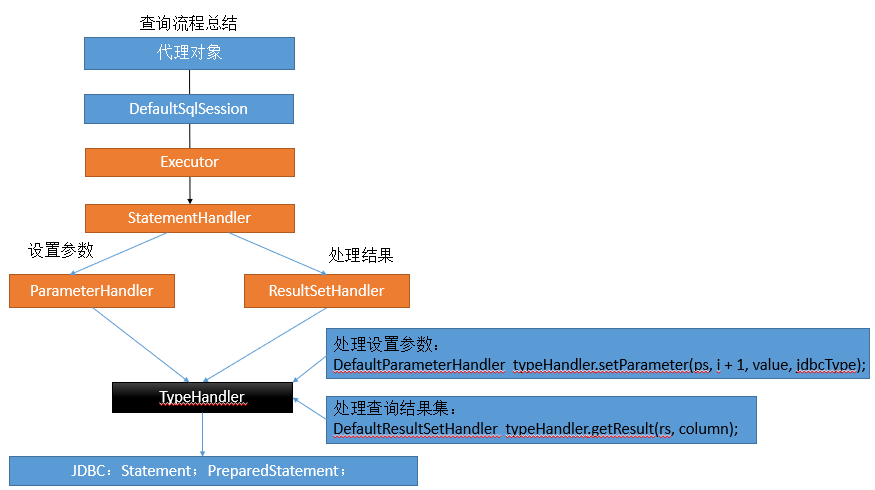 查询流程总结
代理对象
DefaultSqlSession
Executor
StatementHandler
设置参数
处理结果
ParameterHandler
ResultSetHandler
处理设置参数：
DefaultParameterHandler typeHandler.setParameter(ps, i + 1, value, jdbcType);
TypeHandler
处理查询结果集：
DefaultResultSetHandler typeHandler.getResult(rs, column);
JDBC：Statement；PreparedStatement；